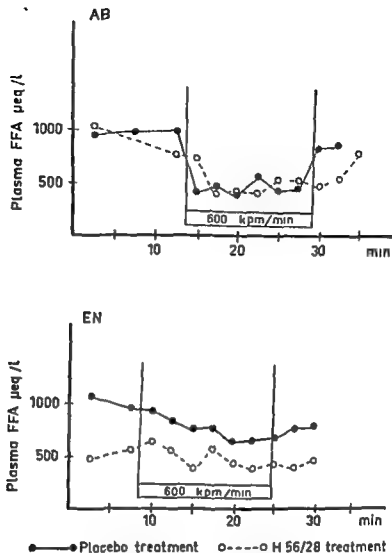 AB
Plasma FFA µeq/l
1000
500
600 kpm/min
10
20
30
min
EN
Plasma FFA µeq/l
1000
500
600 kpm/min
10
20
30
min
Placebo treatment
H 56/28 treatment